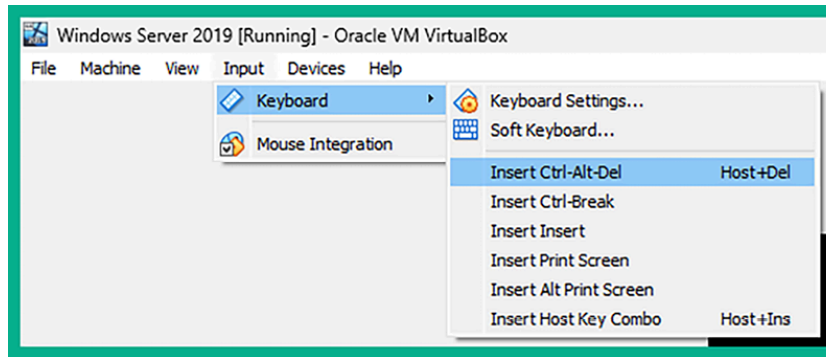 Windows Server 2019 [Running] - Oracle VM VirtualBox
File Machine View Input Devices Help
Keyboard
Mouse Integration
Keyboard Settings...
Soft Keyboard...
Insert Ctrl-Alt-Del Host+Del
Insert Ctrl-Break
Insert Insert
Insert Print Screen
Insert Alt Print Screen
Insert Host Key Combo Host+Ins